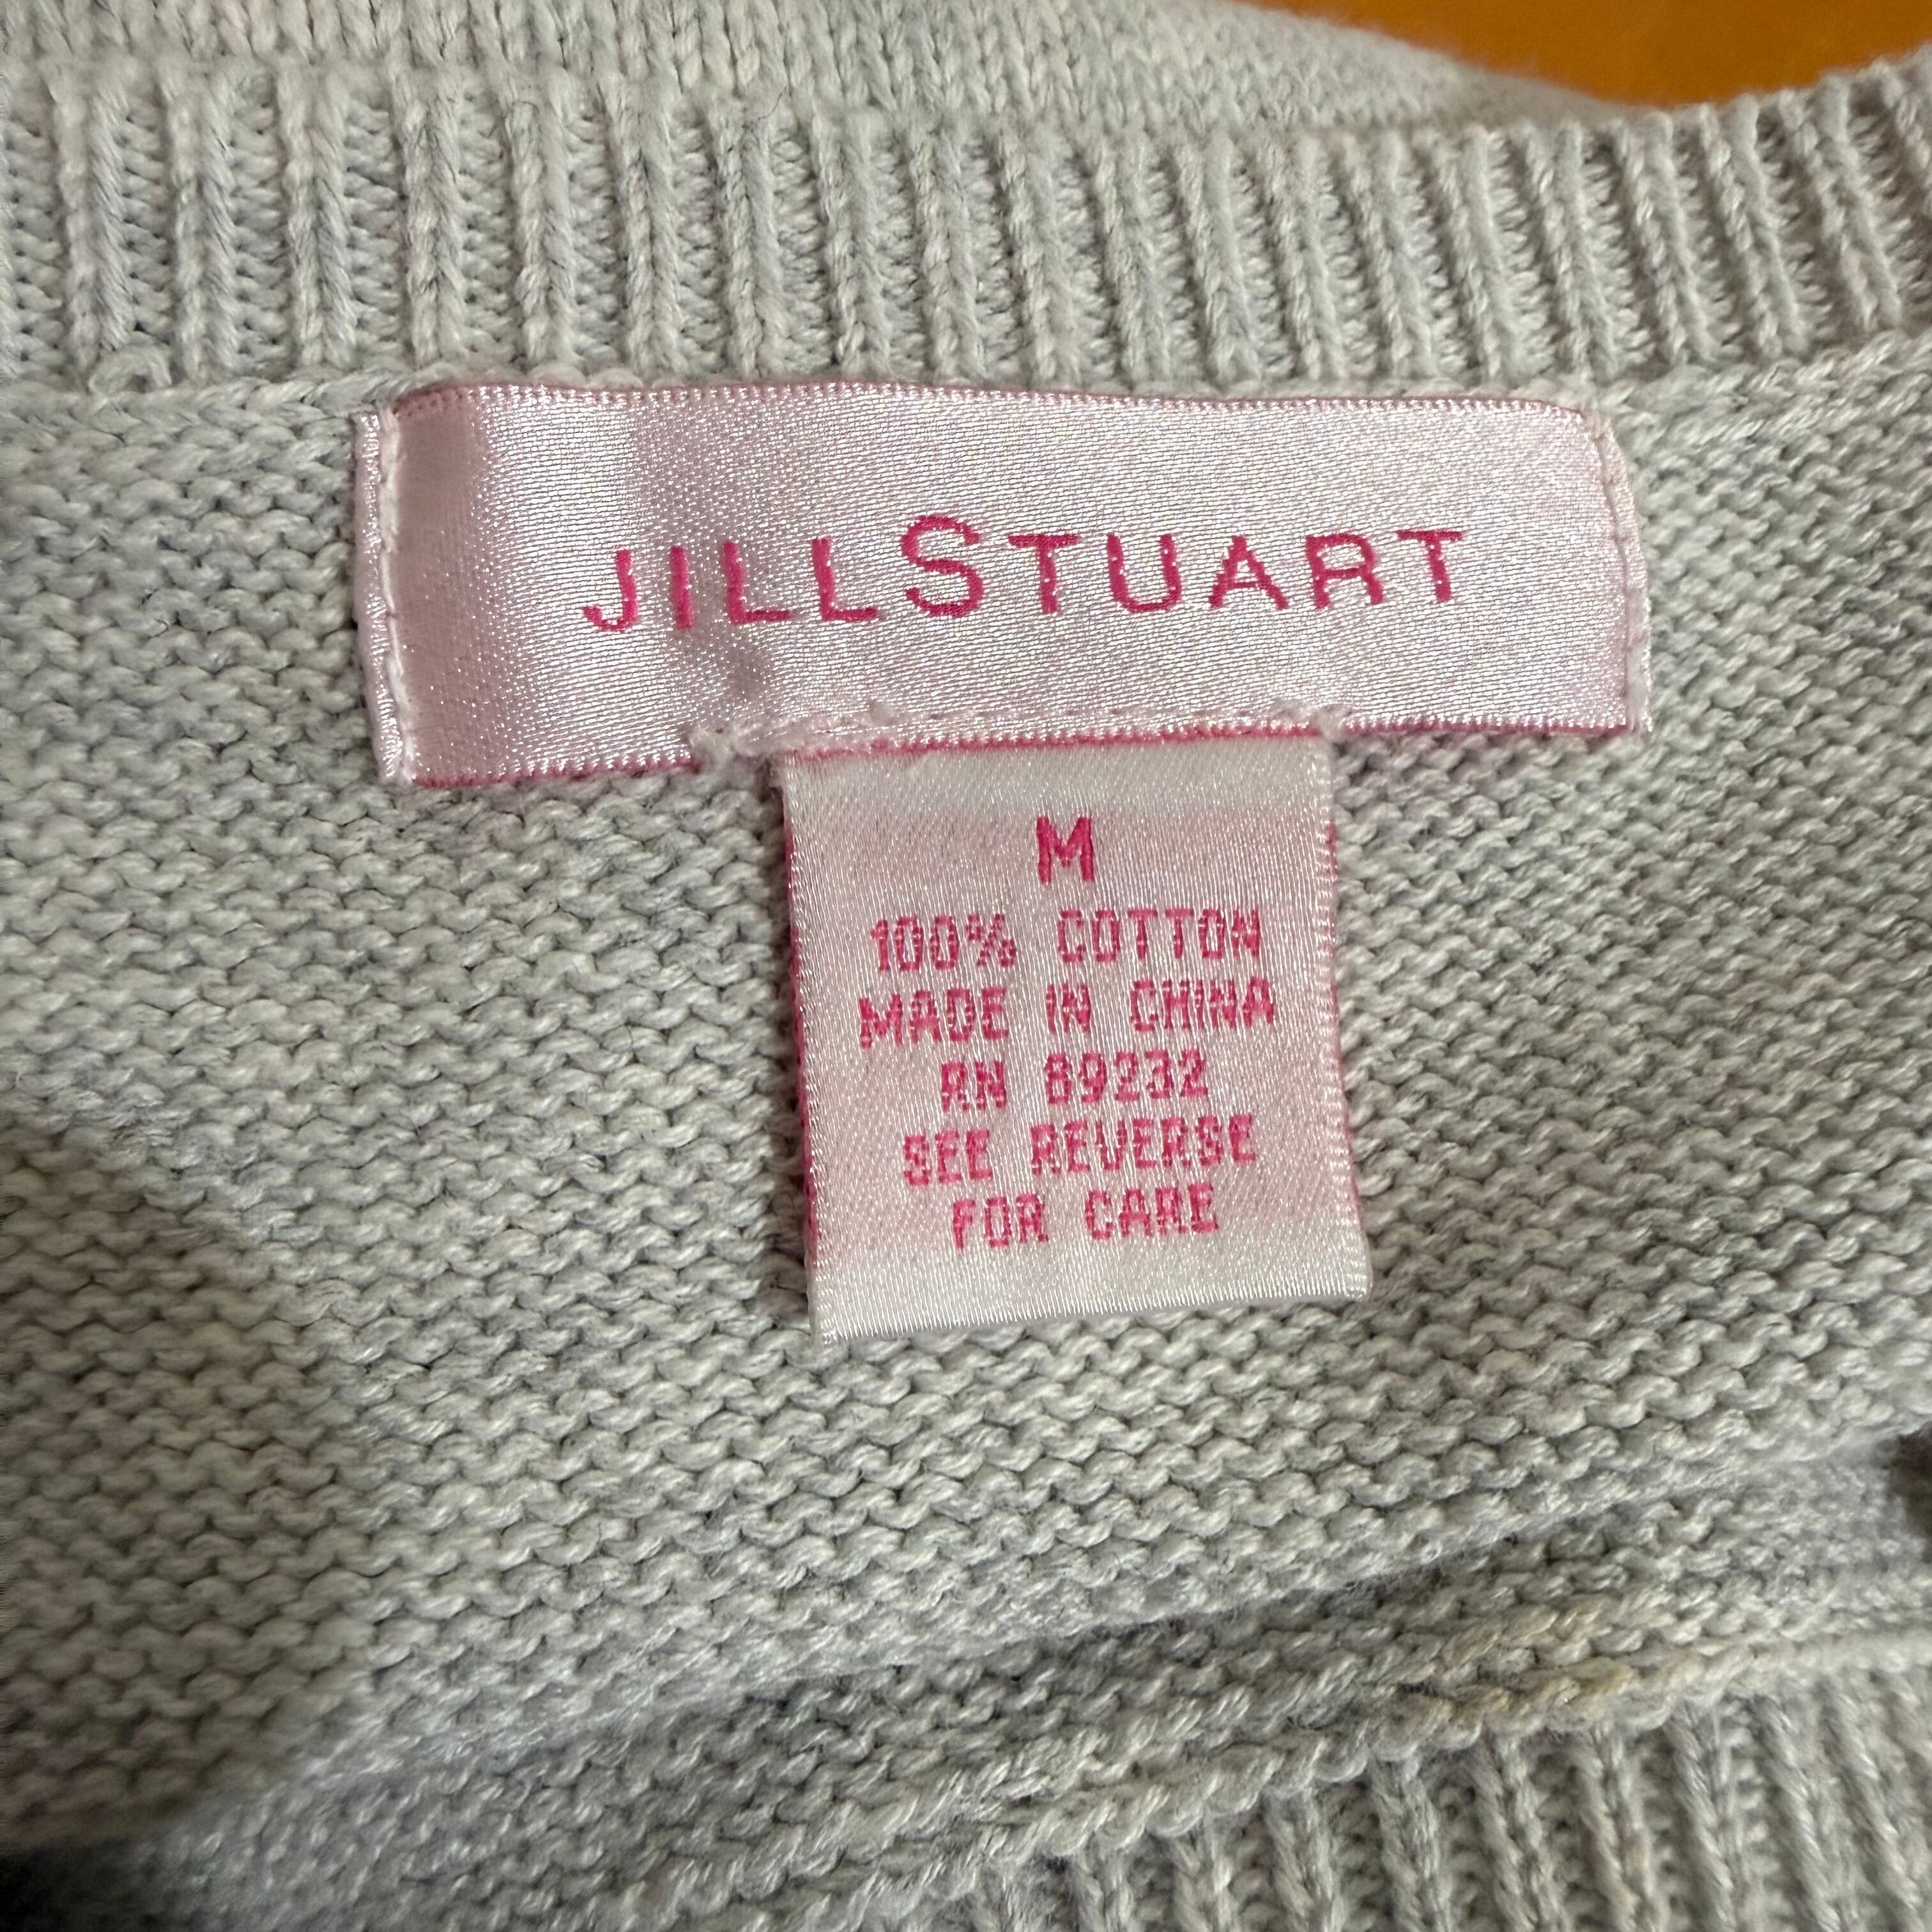 JILLSTUART
M
100% COTTON
MADE IN CHINA
RN 89232
SEE REVERSE
FOR CARE